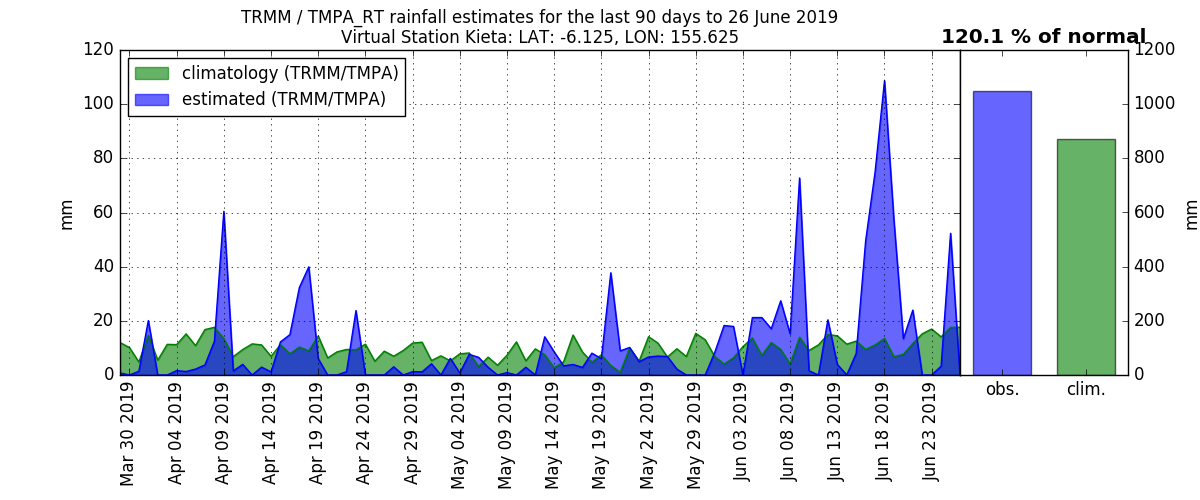 TRMM / TMPA_RT rainfall estimates for the last 90 days to 26 June 2019
Virtual Station Kieta: LAT: -6.125, LON: 155.625
120.1 % of normal
climatology (TRMM/TMPA)
estimated (TRMM/TMPA)
mm
120
100
80
60
40
20
0
Mar 30 2019
Apr 04 2019
Apr 09 2019
Apr 14 2019
Apr 19 2019
Apr 24 2019
Apr 29 2019
May 04 2019
May 09 2019
May 14 2019
May 19 2019
May 24 2019
May 29 2019
Jun 03 2019
Jun 08 2019
Jun 13 2019
Jun 18 2019
Jun 23 2019
obs.
clim.
1200
1000
800
600
400
200
0
mm